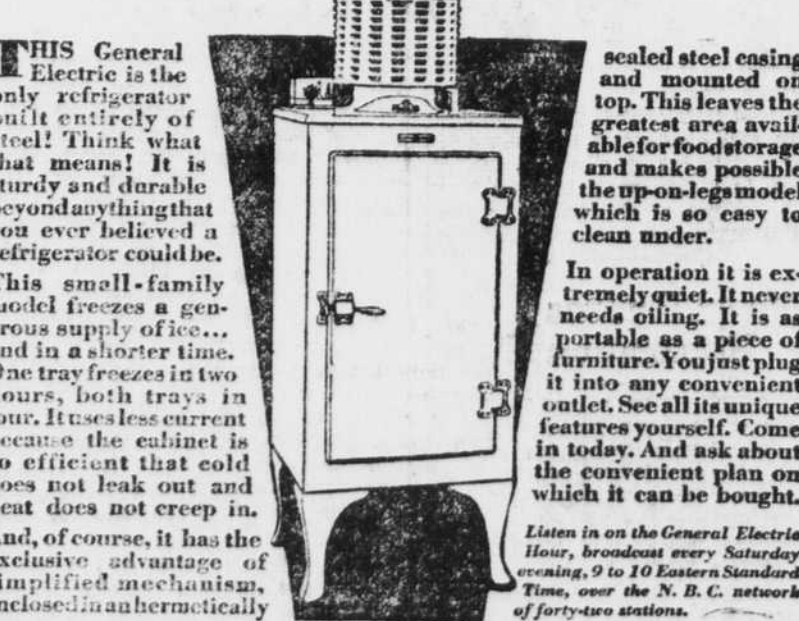 THIS General
Electric is the
only refrigerator
built entirely of
steel! Think what
that means! It is
sturdy and durable
beyond anything that
you ever believed a
refrigerator could be.
This small-family
model freezes a gen-
erous supply of ice...
and in a shorter time.
One tray freezes in two
hours, both trays in
four. It uses less current
because the cabinet is
so efficient that cold
does not leak out and
heat does not creep in.
And, of course, it has the
exclusive advantage of
simplified mechanism,
enclosed in an hermetically
sealed steel casing
and mounted on
top. This leaves the
greatest area avail-
able for food storage
and makes possible
the up-on-legs model
which is so easy to
clean under.
In operation it is ex-
tremely quiet. It never
needs oiling. It is as
portable as a piece of
furniture. You just plug
it into any convenient
outlet. See all its unique
features yourself. Come
in today. And ask about
the convenient plan on
which it can be bought.
Listen in on the General Electric
Hour, broadcast every Saturday
evening, 9 to 10 Eastern Standard
Time, over the N. B. C. network
of forty-two stations.